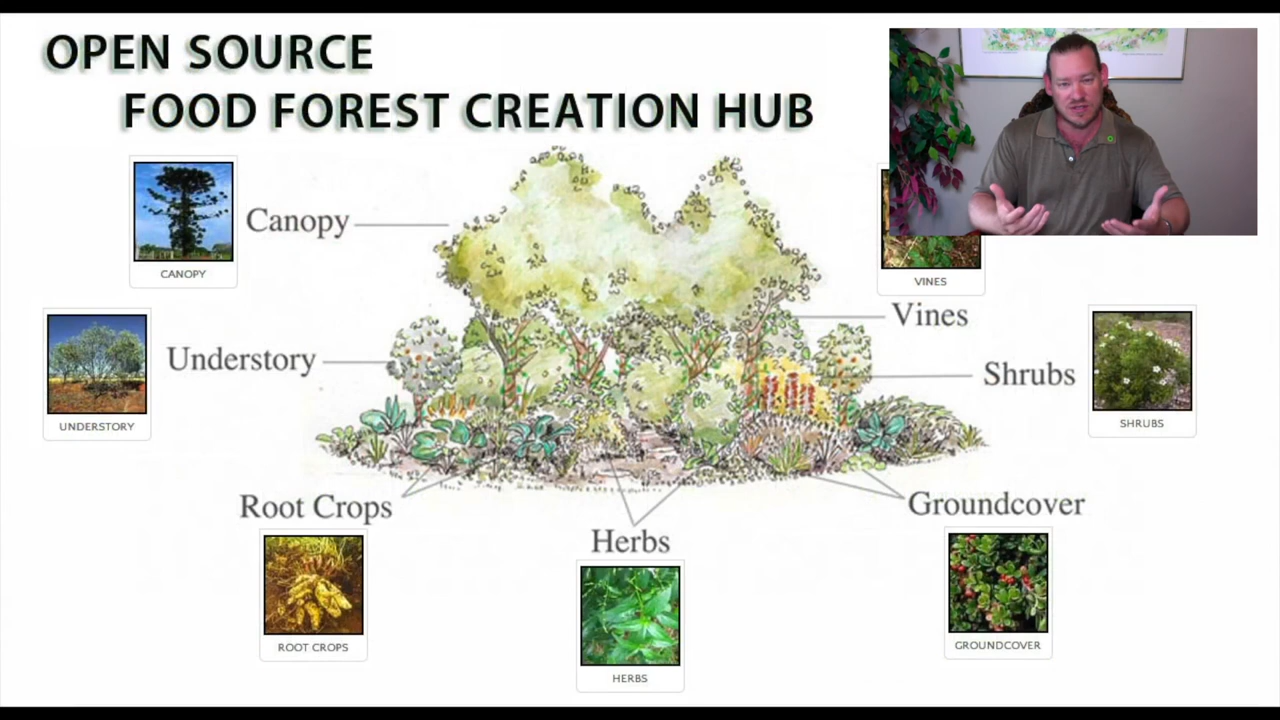 OPEN SOURCE
FOOD FOREST CREATION HUB
Canopy
CANOPY
VINES
Vines
Understory
UNDERSTORY
Shrubs
SHRUBS
Root Crops
ROOT CROPS
Herbs
HERBS
Groundcover
GROUNDCOVER